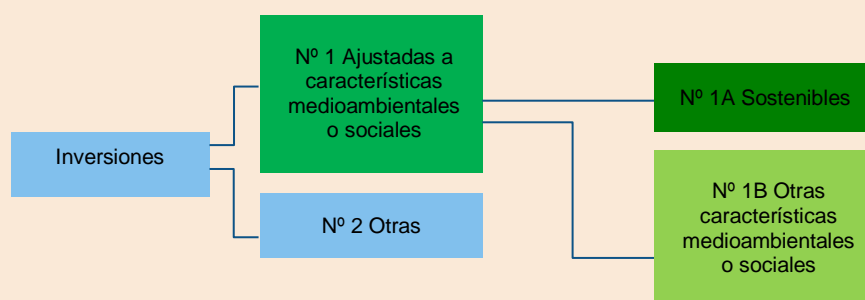 Inversiones
Nº 1 Ajustadas a
características
medioambientales
o sociales
Nº 2 Otras
Nº 1A Sostenibles
Nº 1B Otras
características
medioambientales
o sociales